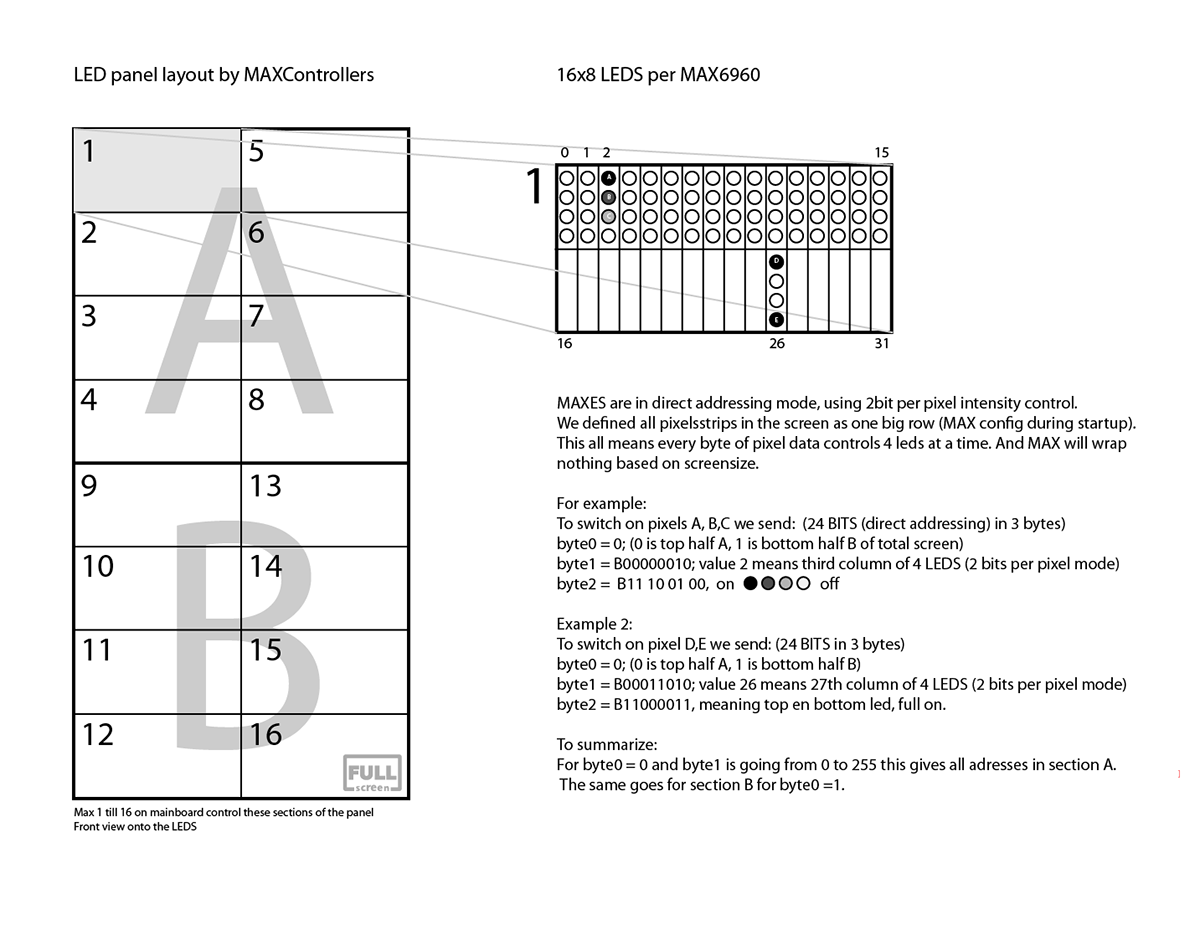 LED panel layout by MAXControllers
1
5
2
6
3
7
4
8
A
9
13
10
14
11
15
12
16
B
FULL
screen
Max 1 till 16 on mainboard control these sections of the panel
Front view onto the LEDS
16x8 LEDS per MAX6960
0 1 2 15
1
A
B
C
D
E
16 26 31
MAXES are in direct addressing mode, using 2bit per pixel intensity control.
We defined all pixelsstrips in the screen as one big row (MAX config during startup).
This all means every byte of pixel data controls 4 leds at a time. And MAX will wrap
nothing based on screensize.
For example:
To switch on pixels A, B,C we send: (24 BITS (direct addressing) in 3 bytes)
byte0 = 0; (0 is top half A, 1 is bottom half B of total screen)
byte1 = B00000010; value 2 means third column of 4 LEDS (2 bits per pixel mode)
byte2 = B11 10 01 00, on off
Example 2:
To switch on pixel D,E we send: (24 BITS in 3 bytes)
byte0 = 0; (0 is top half A, 1 is bottom half B)
byte1 = B00011010; value 26 means 27th column of 4 LEDS (2 bits per pixel mode)
byte2 = B11000011, meaning top en bottom led, full on.
To summarize:
For byte0 = 0 and byte1 is going from 0 to 255 this gives all adresses in section A.
The same goes for section B for byte0 =1.